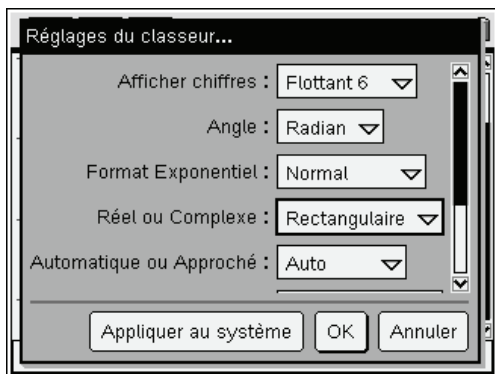 Réglages du classeur...
Afficher chiffres : Flottant 6
Angle : Radian
Format Exponentiel : Normal
Réel ou Complexe : Rectangulaire
Automatique ou Approché : Auto
Appliquer au système OK Annuler